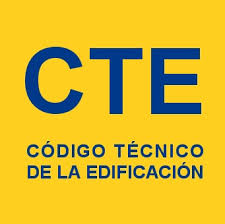 CTE
CÓDIGO TÉCNICO
DE LA EDIFICACIÓN